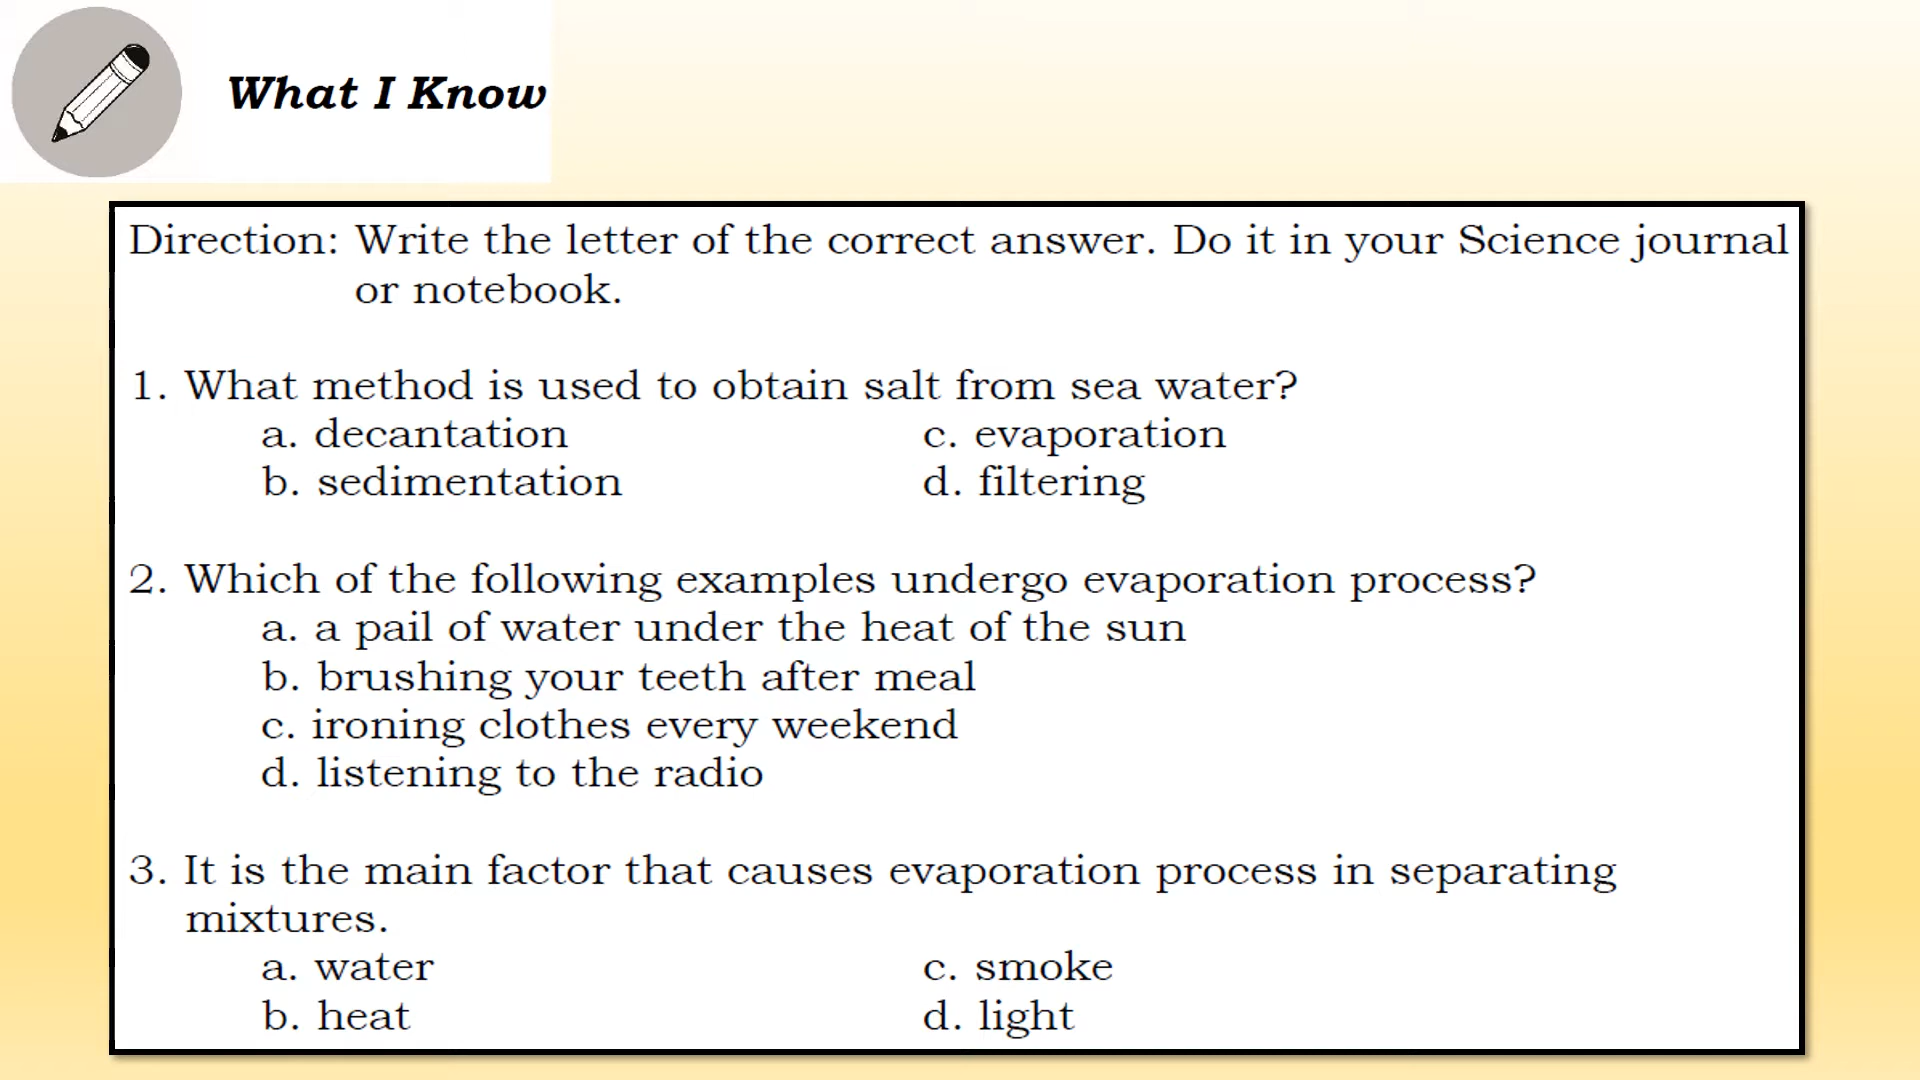 What I Know
Direction: Write the letter of the correct answer. Do it in your Science journal
or notebook.
1. What method is used to obtain salt from sea water?
a. decantation c. evaporation
b. sedimentation d. filtering
2. Which of the following examples undergo evaporation process?
a. a pail of water under the heat of the sun
b. brushing your teeth after meal
c. ironing clothes every weekend
d. listening to the radio
3. It is the main factor that causes evaporation process in separating
mixtures.
a. water c. smoke
b. heat d. light